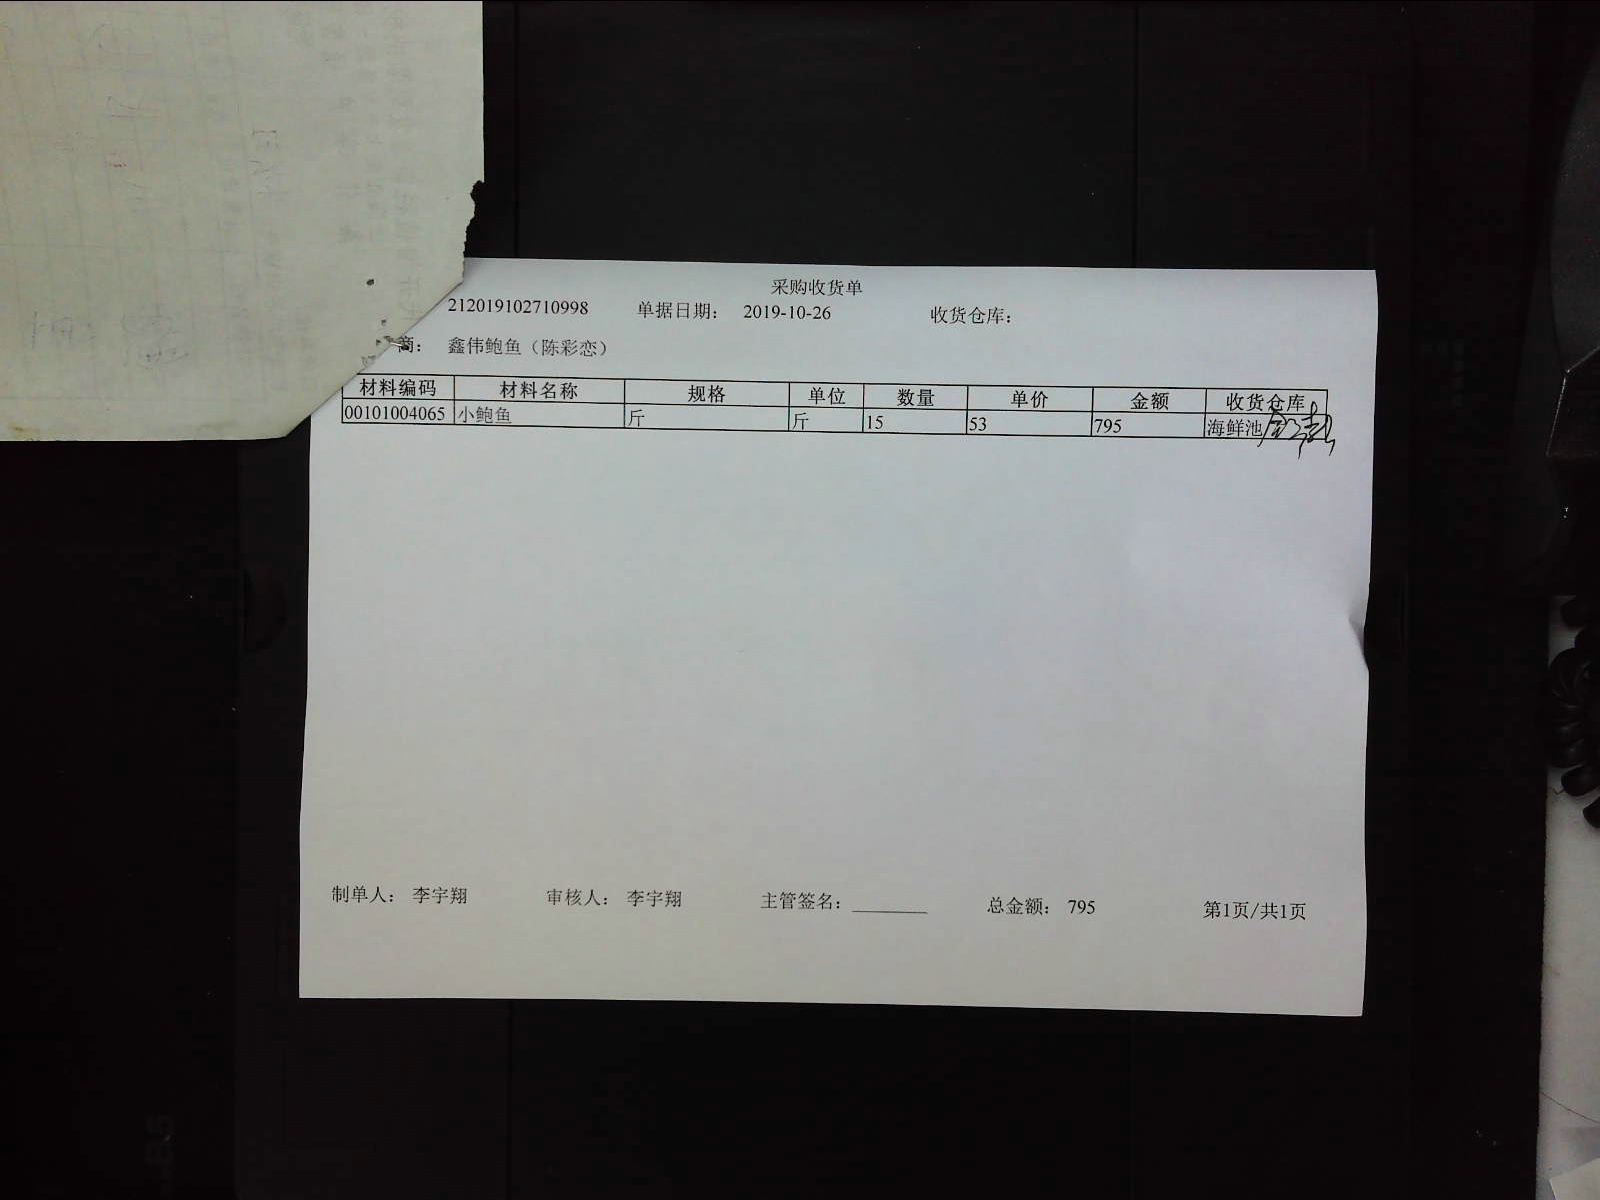 采购收货单
212019102710998 单据日期： 2019-10-26 收货仓库：
商： 鑫伟鲍鱼（陈彩恋）
材料编码 材料名称 规格 单位 数量 单价 金额 收货仓库
00101004065 小鲍鱼 斤 斤 15 53 795 海鲜池
制单人： 李宇翔 审核人： 李宇翔 主管签名： 总金额： 795 第1页/共1页